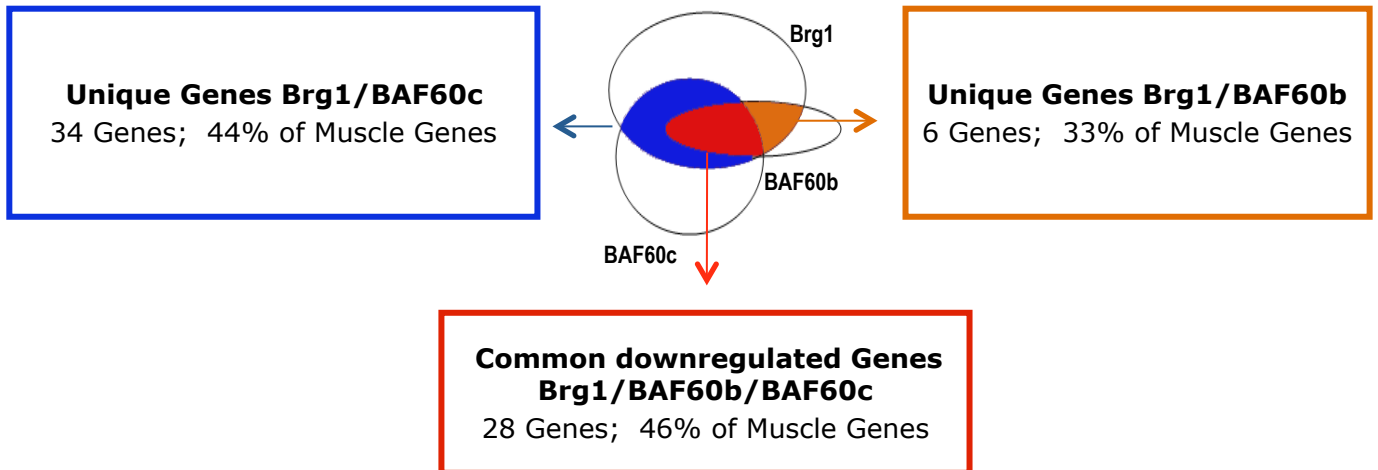 Unique Genes Brg1/BAF60c
34 Genes; 44% of Muscle Genes
Brg1
BAF60b
BAF60c
Unique Genes Brg1/BAF60b
6 Genes; 33% of Muscle Genes
Common downregulated Genes
Brg1/BAF60b/BAF60c
28 Genes; 46% of Muscle Genes